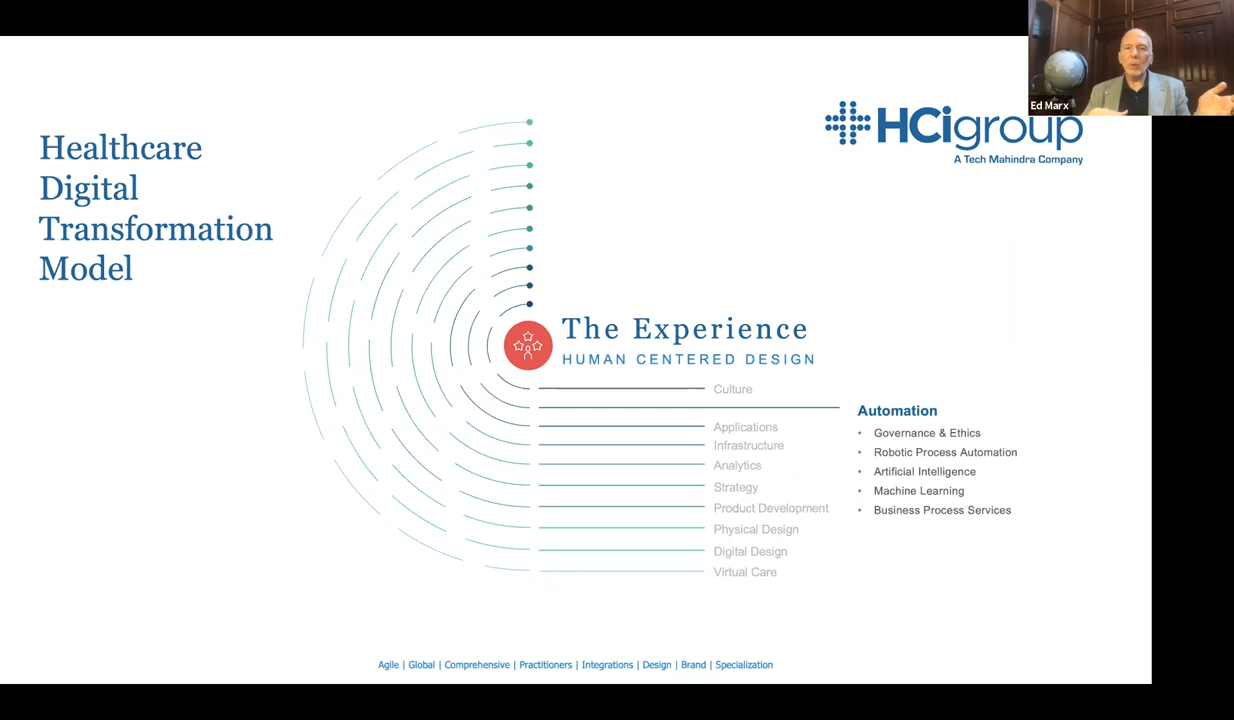 Ed Marx
HCigroup
A Tech Mahindra Company
Healthcare
Digital
Transformation
Model
The Experience
HUMAN CENTERED DESIGN
Culture
Automation
• Governance & Ethics
• Robotic Process Automation
• Artificial Intelligence
• Machine Learning
• Business Process Services
Applications
Infrastructure
Analytics
Strategy
Product Development
Physical Design
Digital Design
Virtual Care
Agile | Global | Comprehensive | Practitioners | Integrations | Design | Brand | Specialization